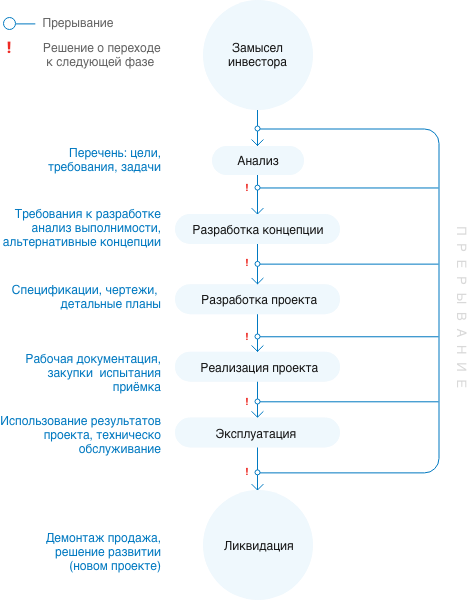 Прерывание
!
Решение о переходе
к следующей фазе
Замысел
инвестора
Перечень: цели,
требования, задачи
Анализ
!
Требования к разработке
анализ выполнимости,
альтернативные концепции
Разработка концепции
!
Спецификации, чертежи,
детальные планы
Разработка проекта
!
Рабочая документация,
закупки испытания
приёмка
Реализация проекта
!
Использование результатов
проекта, техническо
обслуживание
Эксплуатация
!
Демонтаж продажа,
решение развитии
(новом проекте)
Ликвидация
ПРЕРЫВАНИЕ